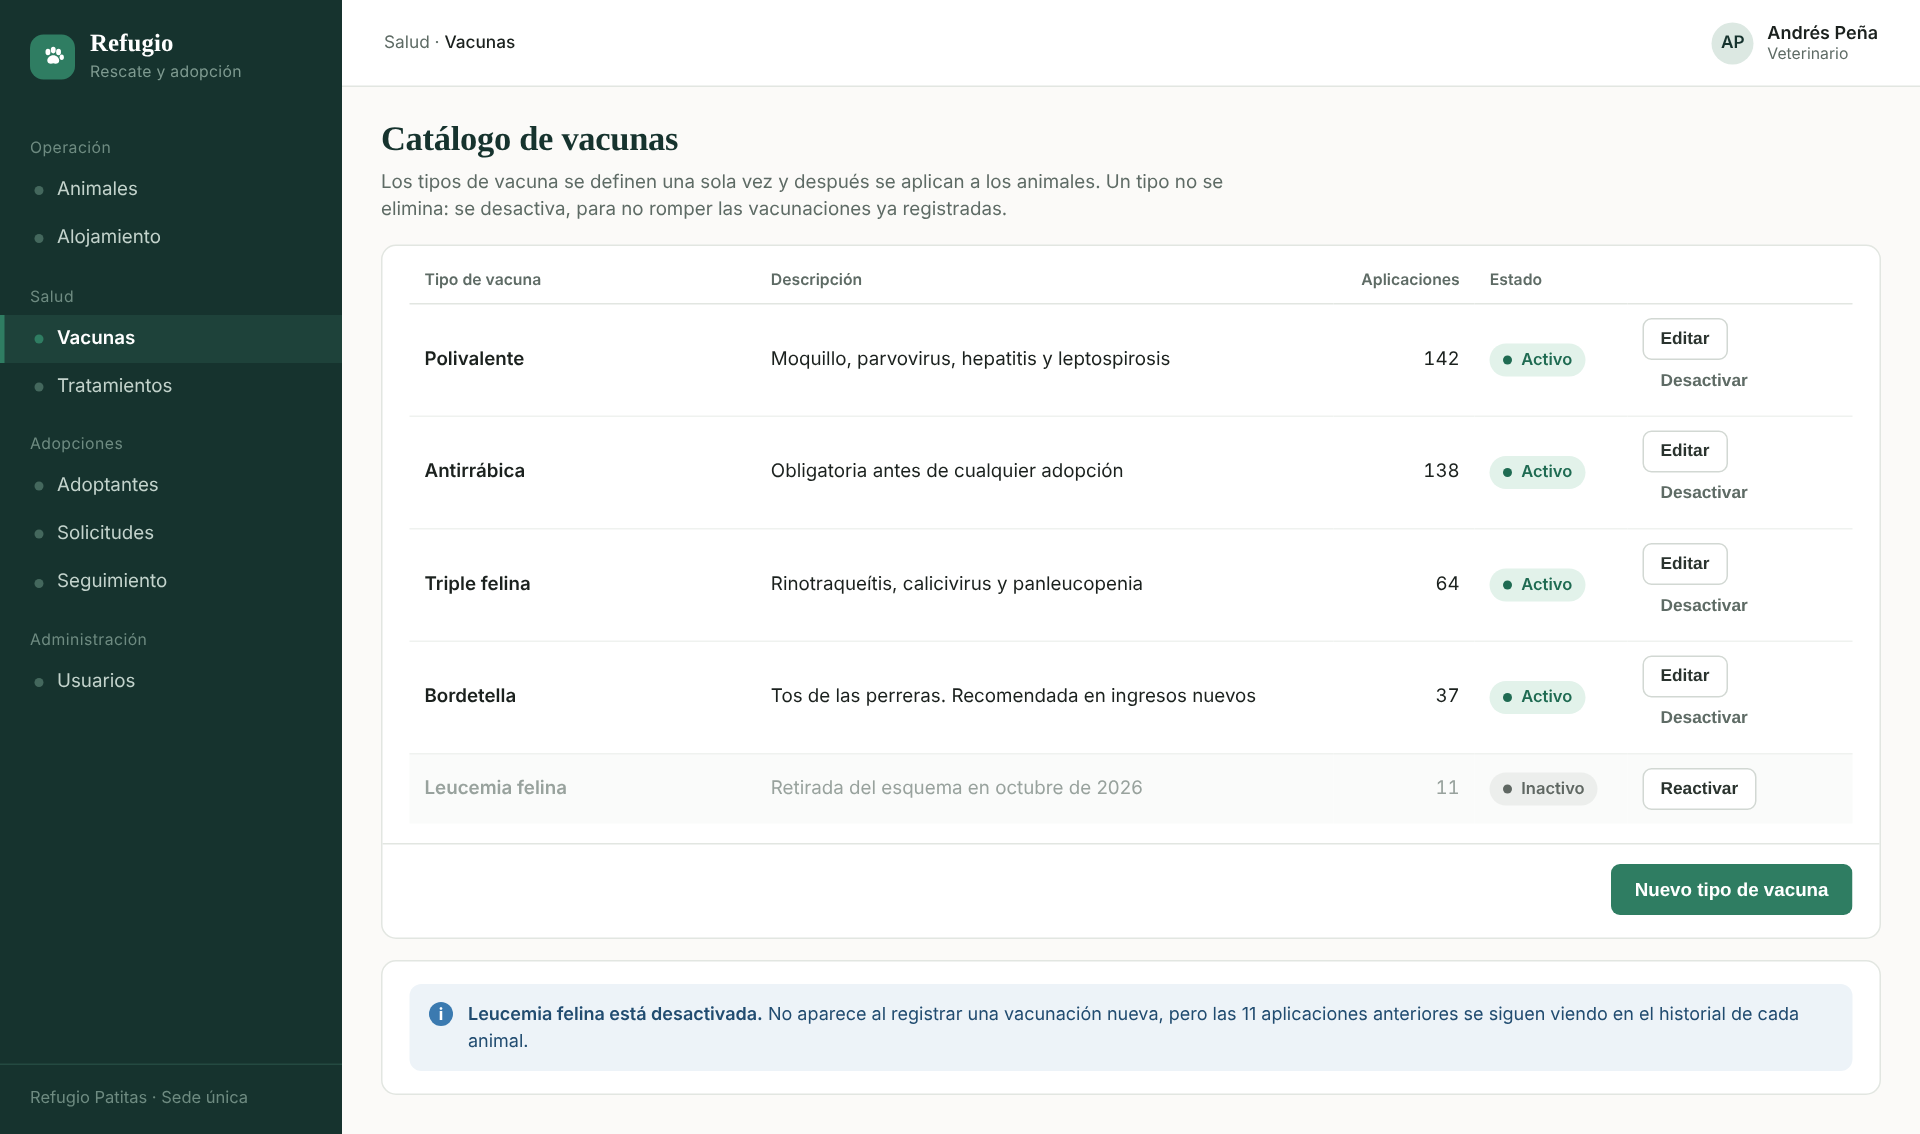 Refugio
Rescate y adopción
Operación
Animales
Alojamiento
Salud
Vacunas
Tratamientos
Adopciones
Adoptantes
Solicitudes
Seguimiento
Administración
Usuarios
Refugio Patitas · Sede única
Salud · Vacunas
AP
Andrés Peña
Veterinario
Catálogo de vacunas
Los tipos de vacuna se definen una sola vez y después se aplican a los animales. Un tipo no se
elimina: se desactiva, para no romper las vacunaciones ya registradas.
Tipo de vacuna Descripción Aplicaciones Estado
Polivalente Moquillo, parvovirus, hepatitis y leptospirosis 142 Activo Editar
Desactivar
Antirrábica Obligatoria antes de cualquier adopción 138 Activo Editar
Desactivar
Triple felina Rinotraqueítis, calicivirus y panleucopenia 64 Activo Editar
Desactivar
Bordetella Tos de las perreras. Recomendada en ingresos nuevos 37 Activo Editar
Desactivar
Leucemia felina Retirada del esquema en octubre de 2026 11 Inactivo Reactivar
Nuevo tipo de vacuna
Leucemia felina está desactivada. No aparece al registrar una vacunación nueva, pero las 11 aplicaciones anteriores se siguen viendo en el historial de cada
animal.